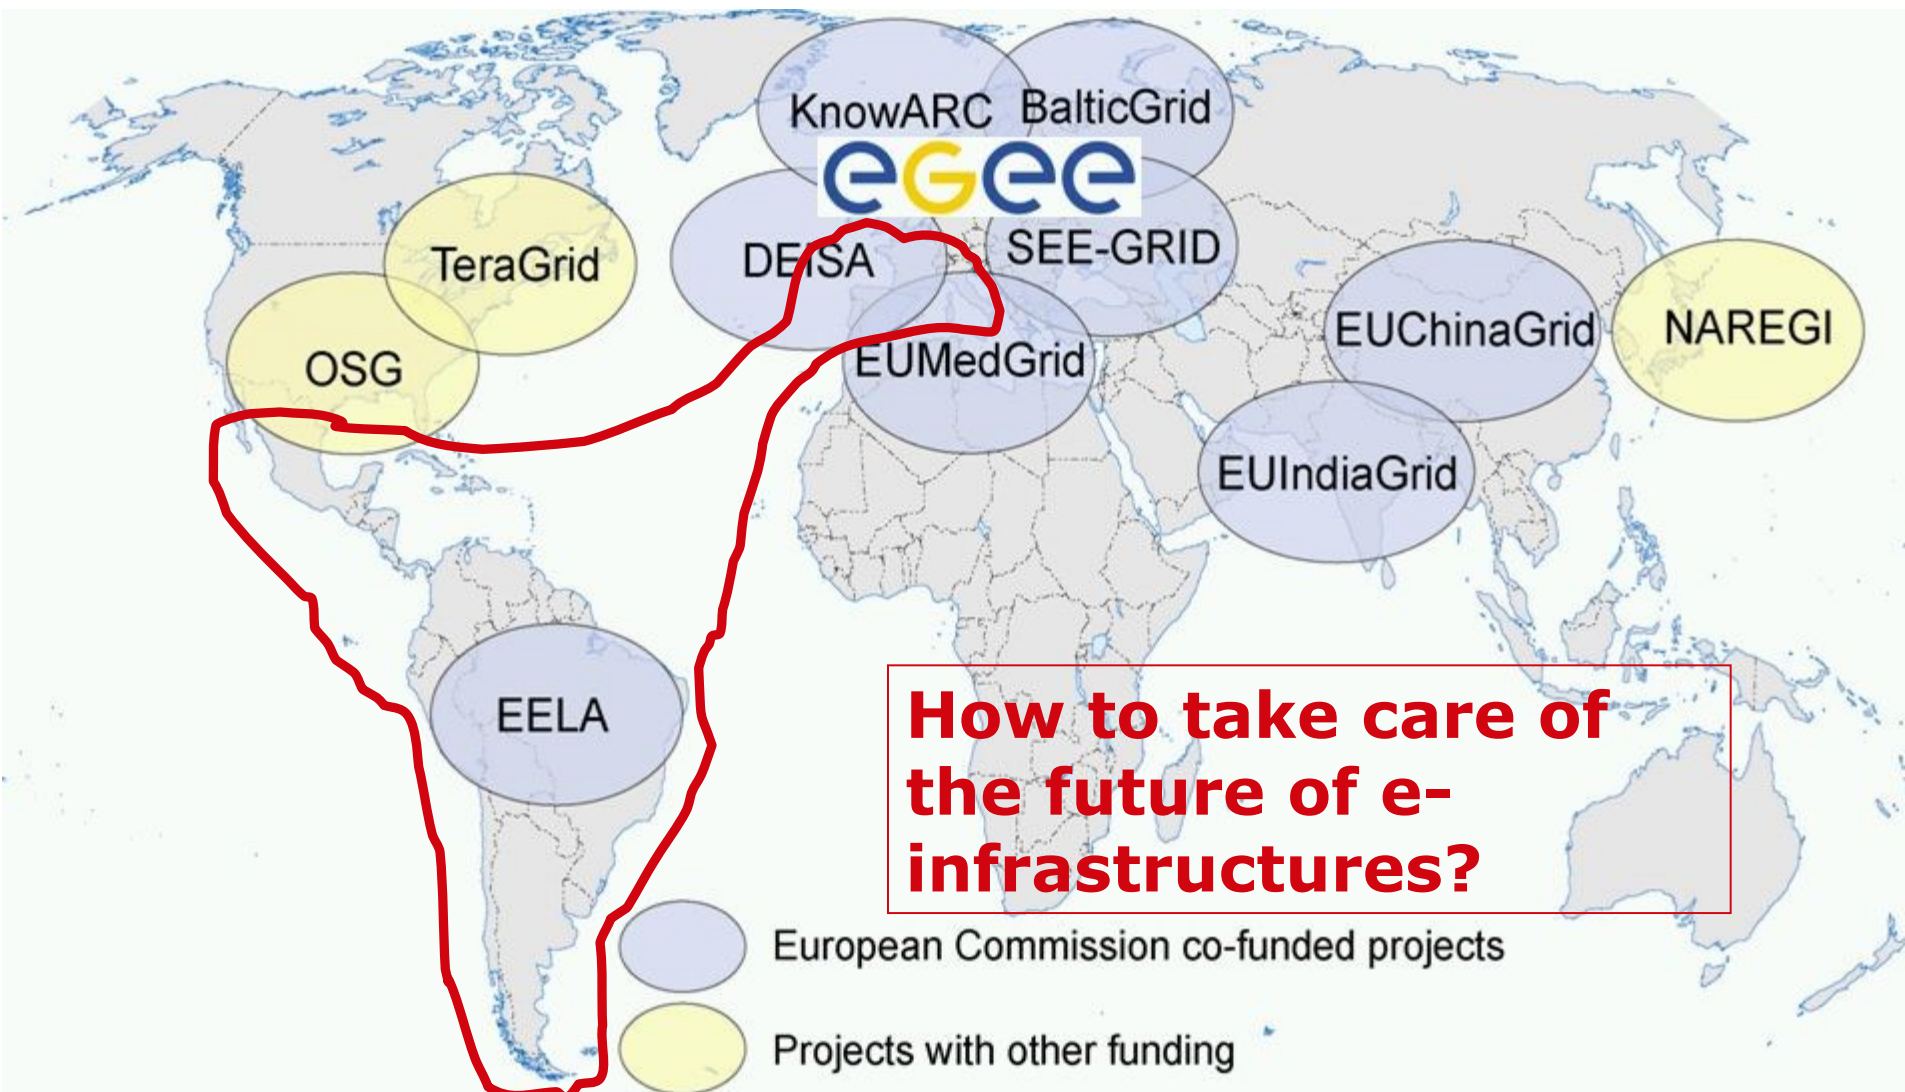 KnowARC BalticGrid
eGee
TeraGrid DEISA SEE-GRID
OSG EUMedGrid EUChinaGrid NAREGI
EUIndiaGrid
EELA
How to take care of
the future of e-
infrastructures?
European Commission co-funded projects
Projects with other funding